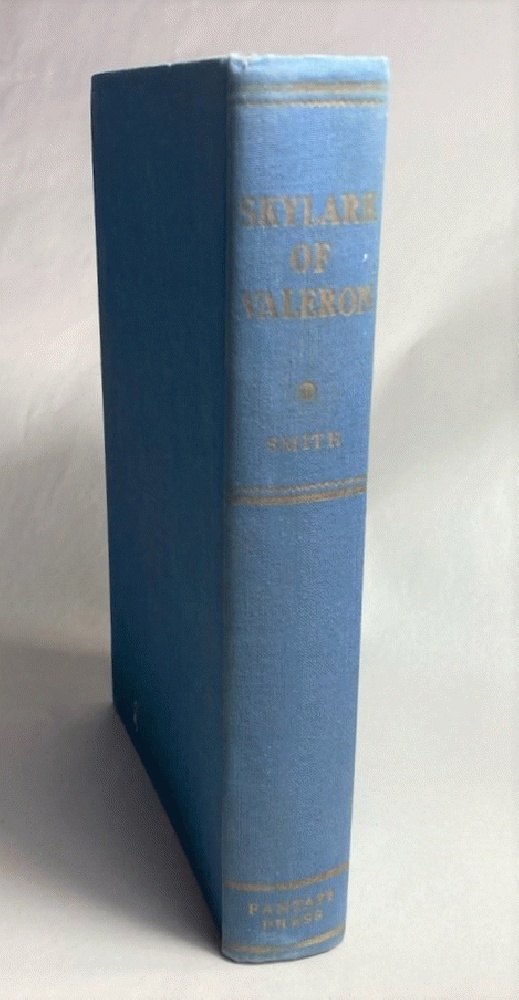 SKYLARK
OF
VALERON
SMITH
FANTASY
PRESS